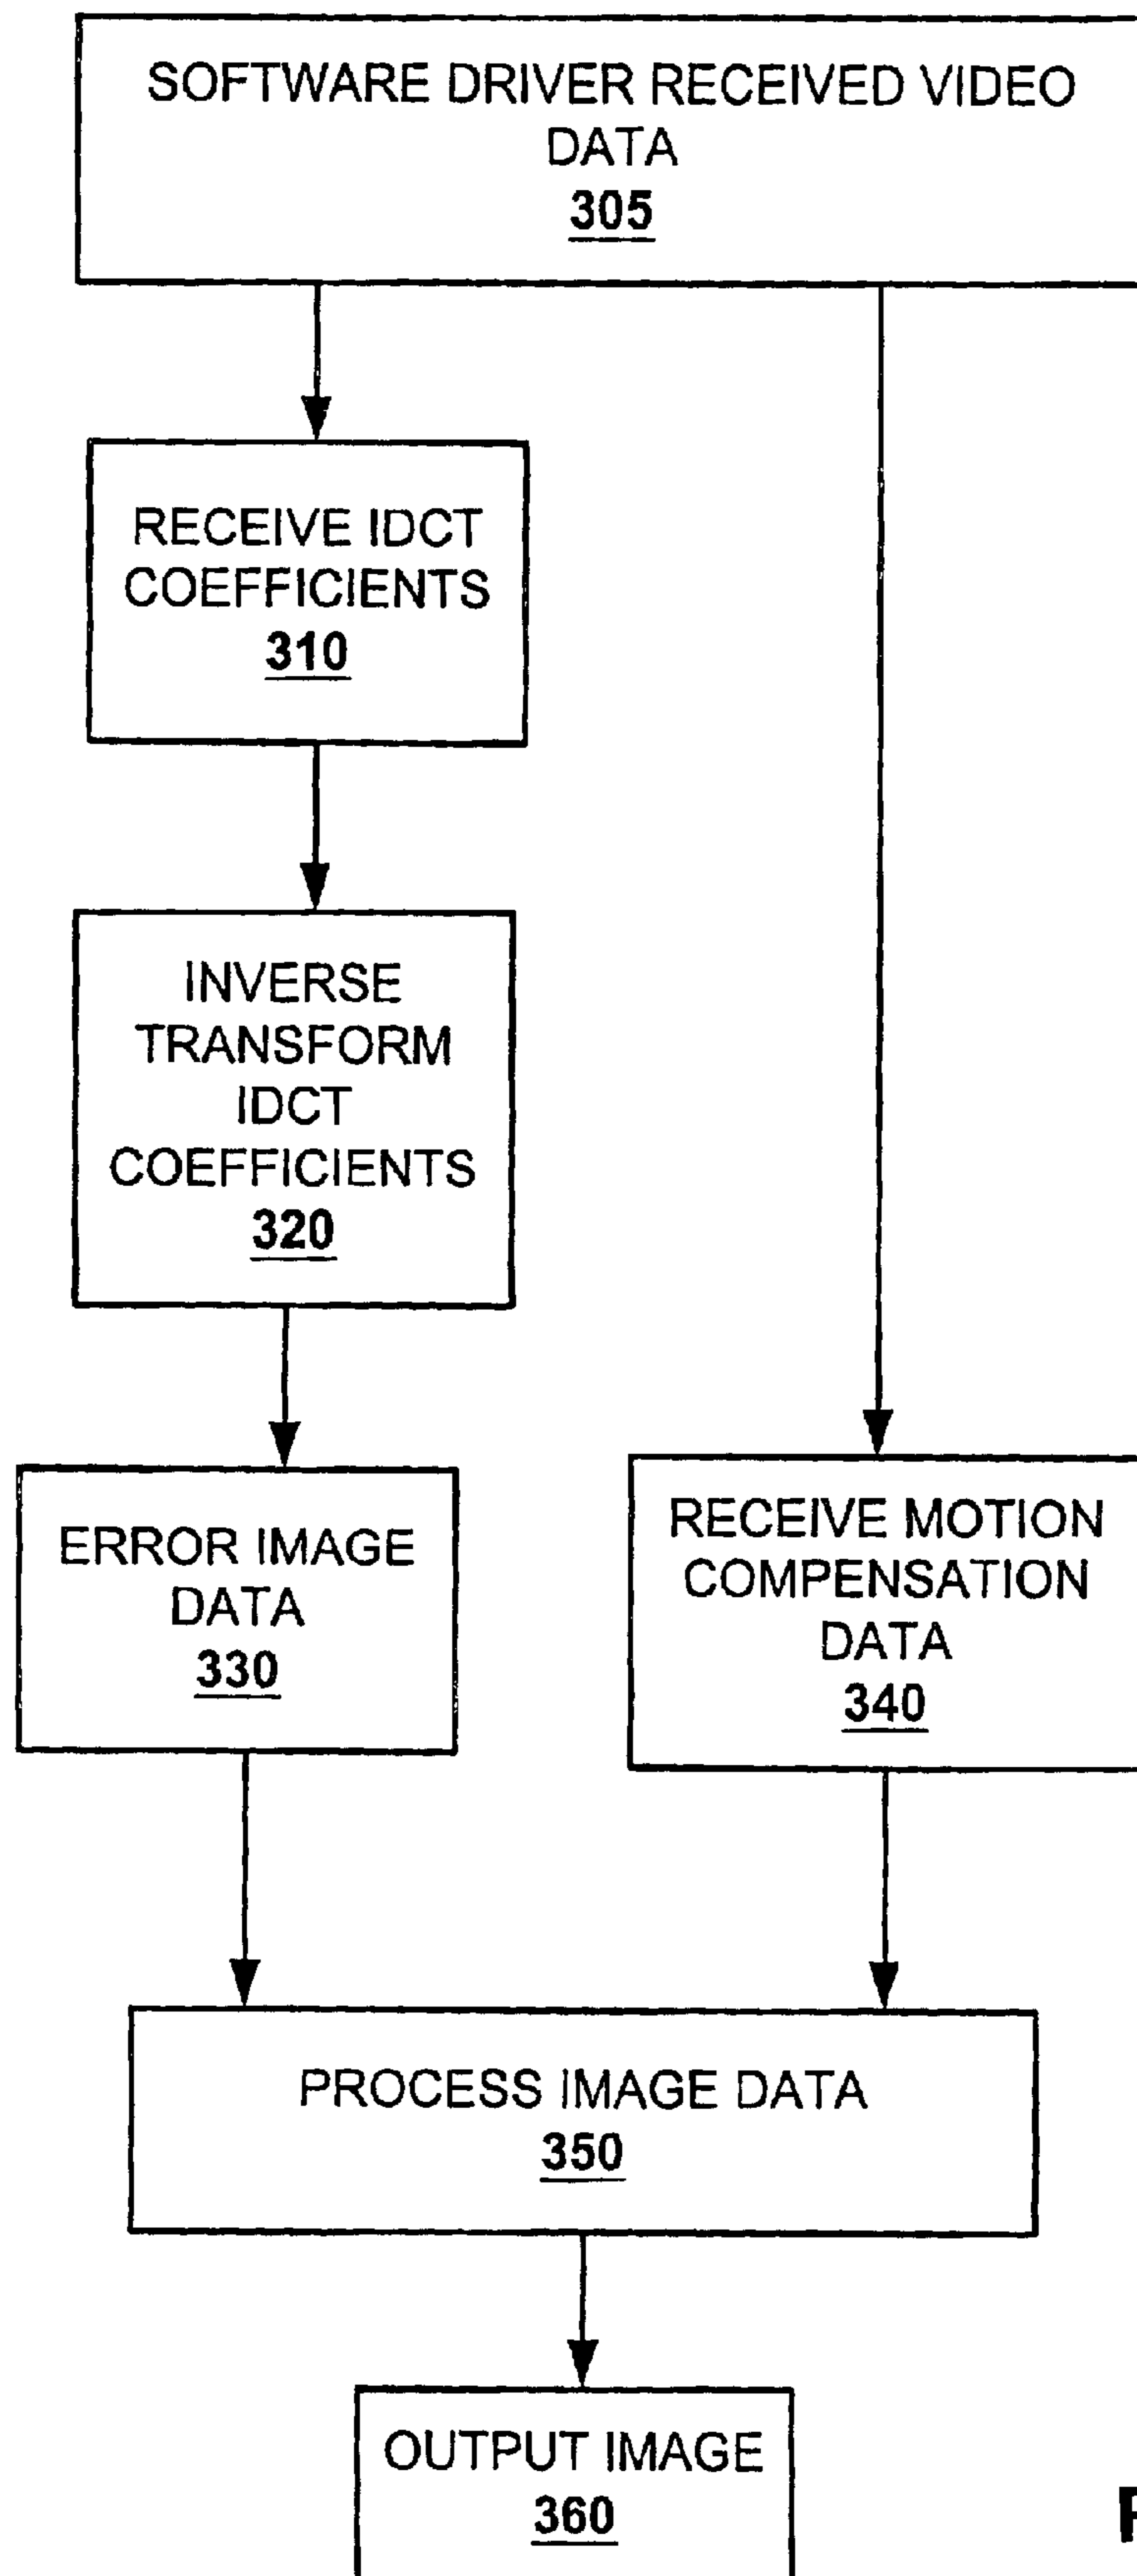 SOFTWARE DRIVER RECEIVED VIDEO
DATA
305
RECEIVE IDCT
COEFFICIENTS
310
INVERSE
TRANSFORM
IDCT
COEFFICIENTS
320
ERROR IMAGE
DATA
330
RECEIVE MOTION
COMPENSATION
DATA
340
PROCESS IMAGE DATA
350
OUTPUT IMAGE
360